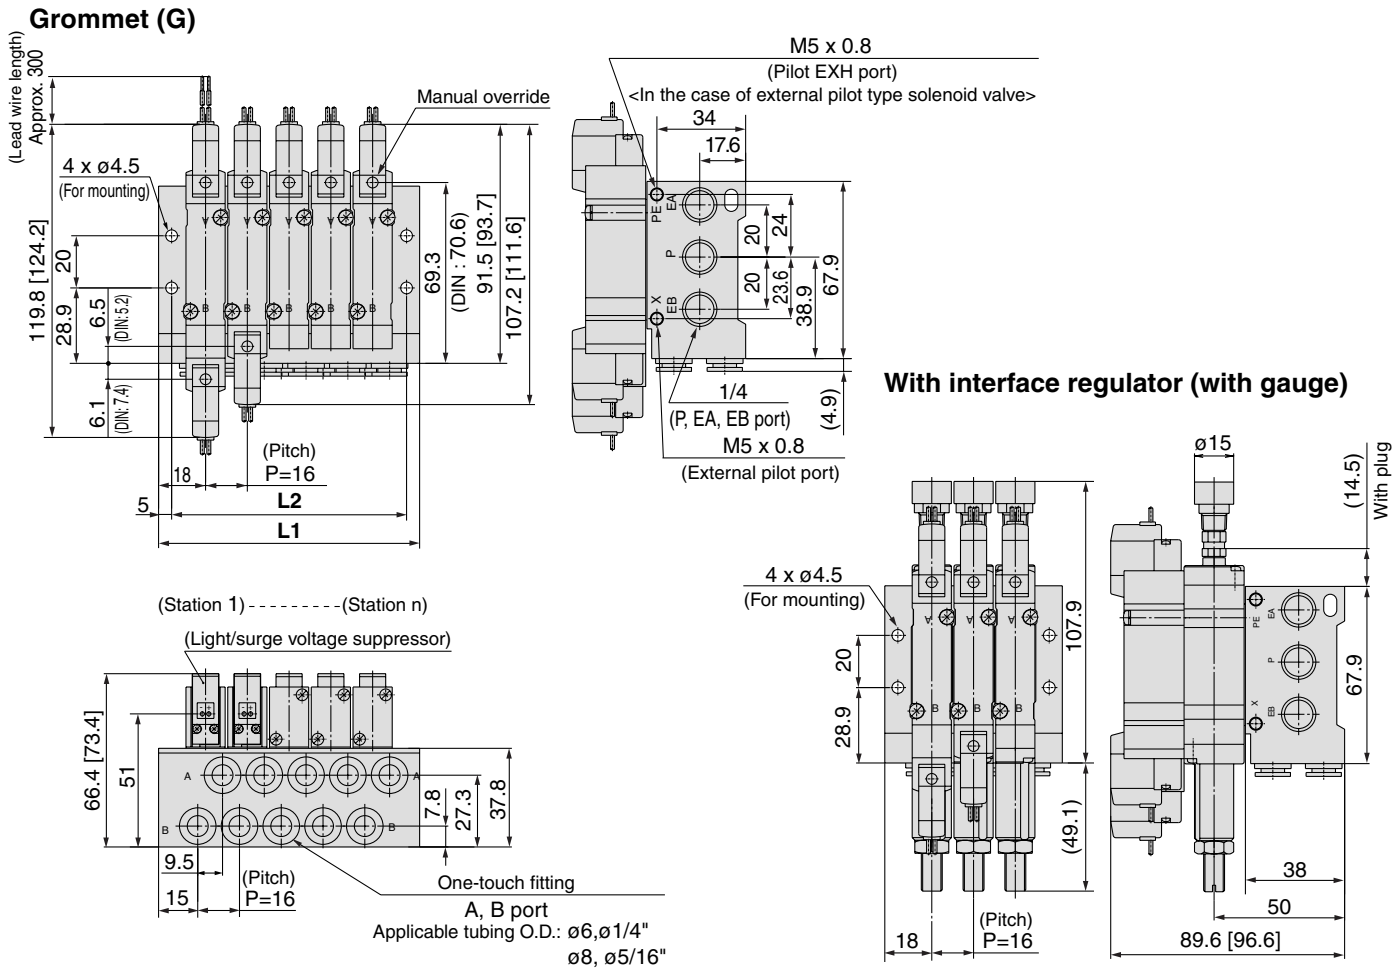 Grommet (G)
(Lead wire length)
Approx. 300
Manual override
4 x ø4.5
(For mounting)
119.8 [124.2]
20
28.9
6.5
(DIN: 5.2)
6.1
(DIN: 7.4)
A A A A A
B B B B B
69.3
(DIN : 70.6)
91.5 [93.7]
107.2 [111.6]
(Pitch)
18
P=16
5
L2
L1
M5 x 0.8
(Pilot EXH port)
<In the case of external pilot type solenoid valve>
34
17.6
PE
EA
P
X
EB
20
24
20
23.6
38.9
67.9
(4.9)
1/4
(P, EA, EB port)
M5 x 0.8
(External pilot port)
(Station 1)
(Station n)
(Light/surge voltage suppressor)
66.4 [73.4]
51
A
A
B
B
7.8
27.3
37.8
9.5
(Pitch)
15
P=16
One-touch fitting
A, B port
Applicable tubing O.D.: ø6,ø1/4"
ø8, ø5/16"
With interface regulator (with gauge)
4 x ø4.5
(For mounting)
20
28.9
A A A
B B B
107.9
(49.1)
(Pitch)
18
P=16
ø15
(14.5)
With plug
PE
EA
P
X
EB
67.9
38
50
89.6 [96.6]